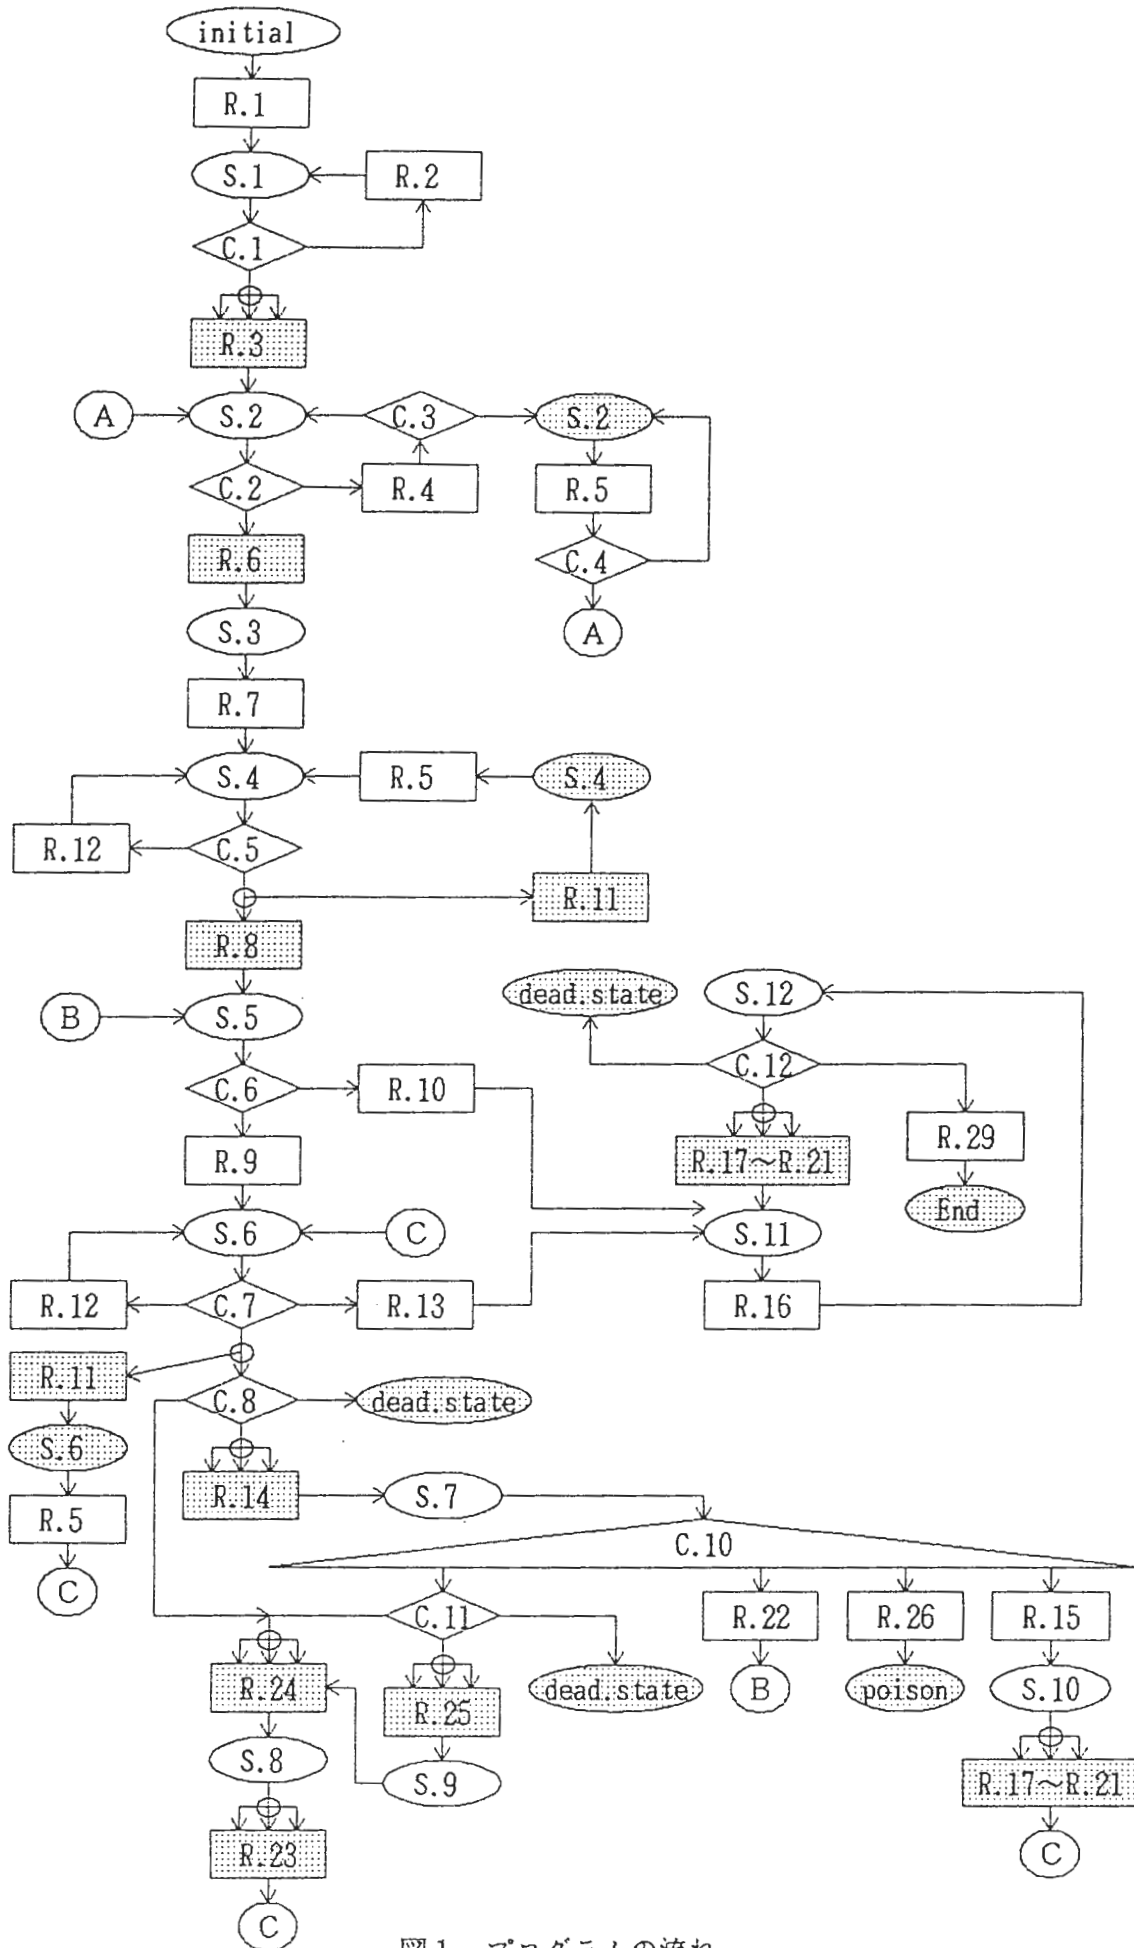 initial
R.1
S.1
R.2
C.1
R.3
A
S.2
C.3
S.2
C.2
R.4
R.5
R.6
C.4
S.3
A
R.7
S.4
R.5
S.4
R.12
C.5
R.11
R.8
dead.state
S.12
B
S.5
C.12
C.6
R.10
R.29
R.9
R.17〜R.21
End
S.6
C
S.11
R.12
C.7
R.13
R.16
R.11
C.8
dead.state
S.6
R.14
S.7
R.5
C.10
C
C.11
R.22
R.26
R.15
R.24
R.25
dead.state
B
poison
S.10
S.8
S.9
R.17〜R.21
R.23
C
C
図1 プログラムの流れ